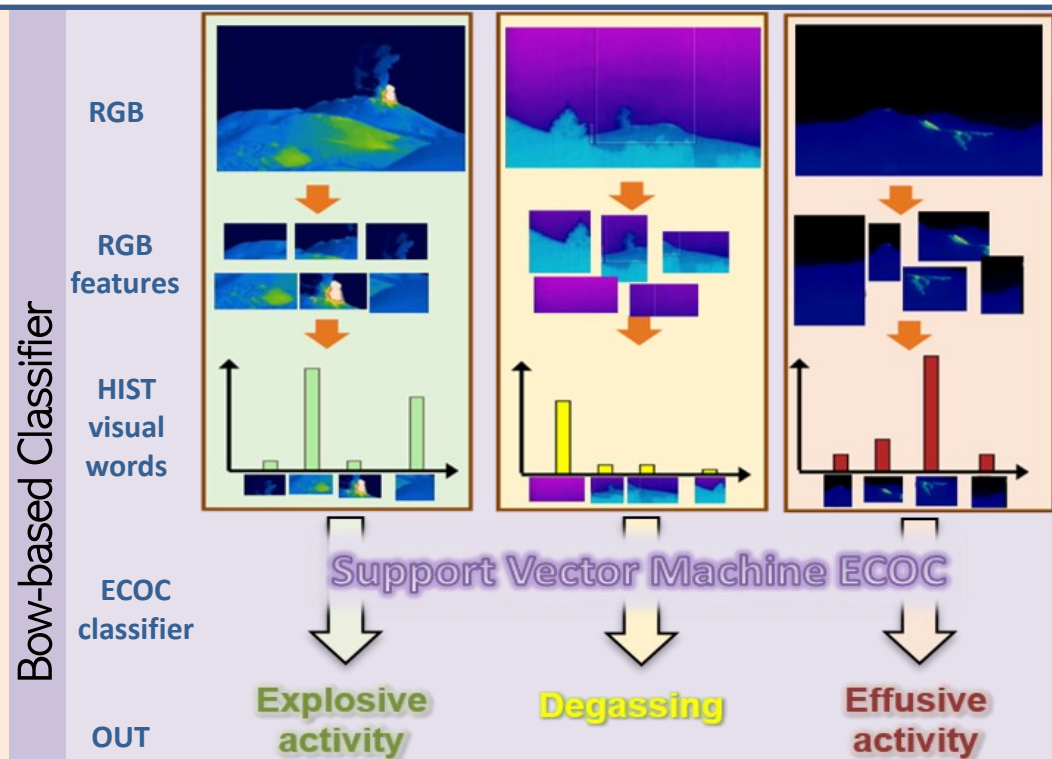 Bow-based Classifier
RGB
RGB
features
HIST
visual
words
ECOC
classifier
Support Vector Machine ECOC
OUT
Explosive
activity
Degassing
Effusive
activity